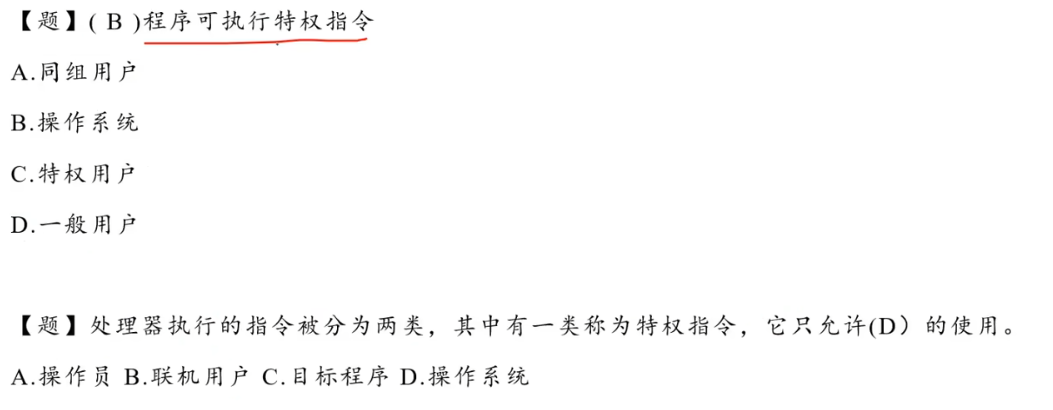 【题】( B )程序可执行特权指令
A.同组用户
B.操作系统
C.特权用户
D.一般用户
【题】处理器执行的指令被分为两类，其中有一类称为特权指令，它只允许(D）的使用。
A.操作员 B.联机用户 C.目标程序 D.操作系统